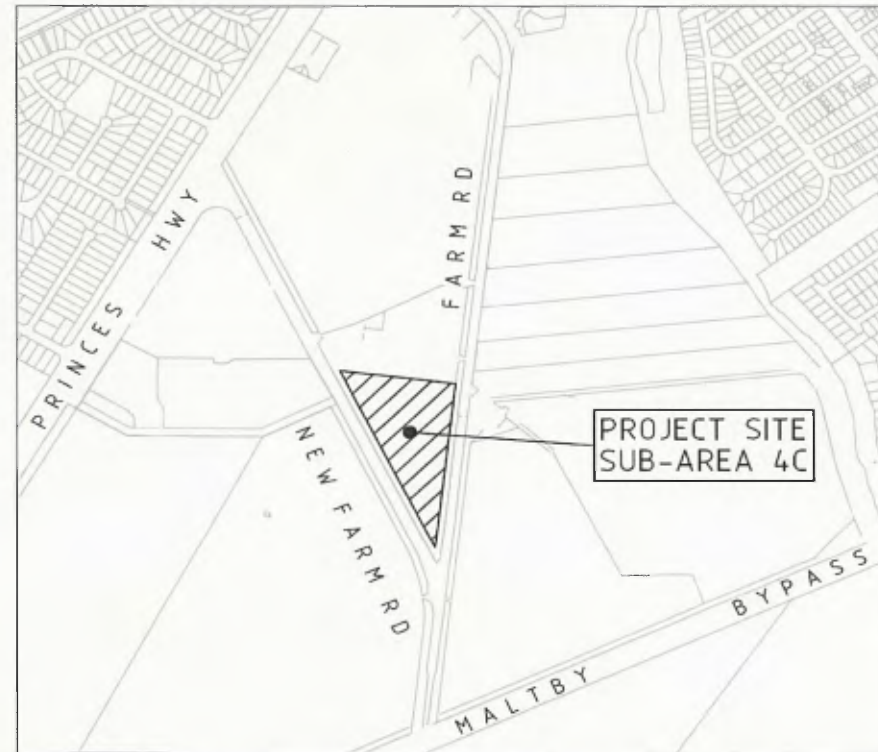 PRINCES HWY
FARM RD
NEW FARM RD
PROJECT SITE
SUB-AREA 4C
MALTBY BYPASS